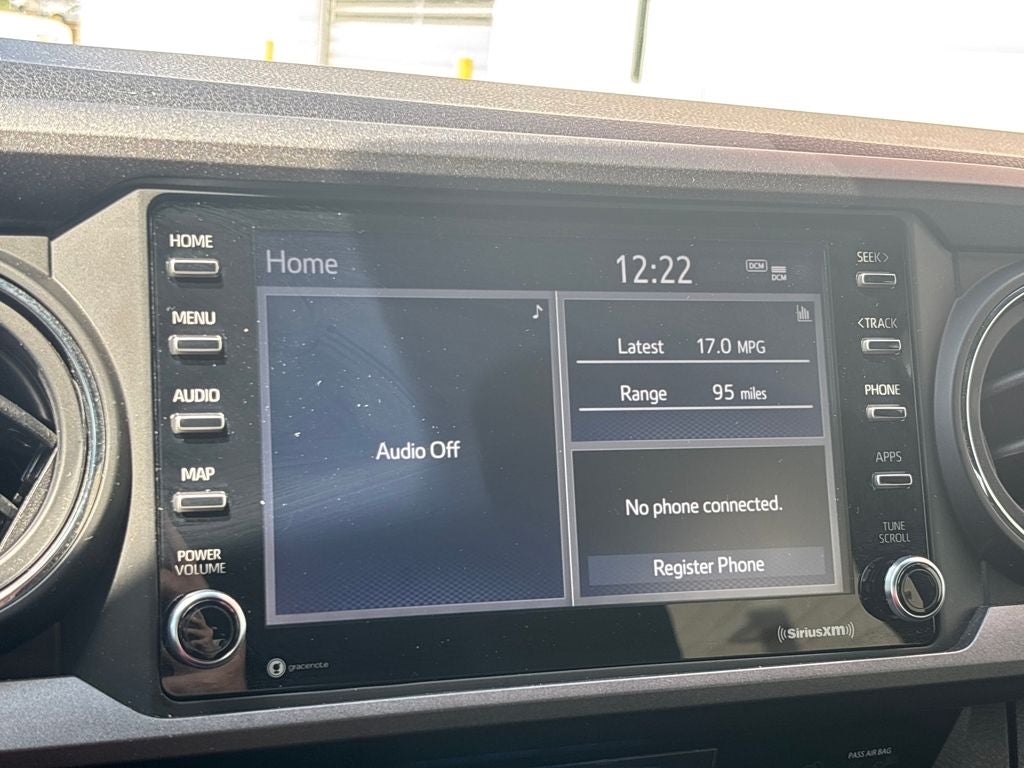 HOME
MENU
AUDIO
MAP
POWER
VOLUME
Home
12:22
DCM
DCM
Audio Off
Latest 17.0 MPG
Range 95 miles
No phone connected.
Register Phone
SEEK>
<TRACK
PHONE
APPS
TUNE
SCROLL
gracenote
((SiriusXM))
PASS AIR BAG